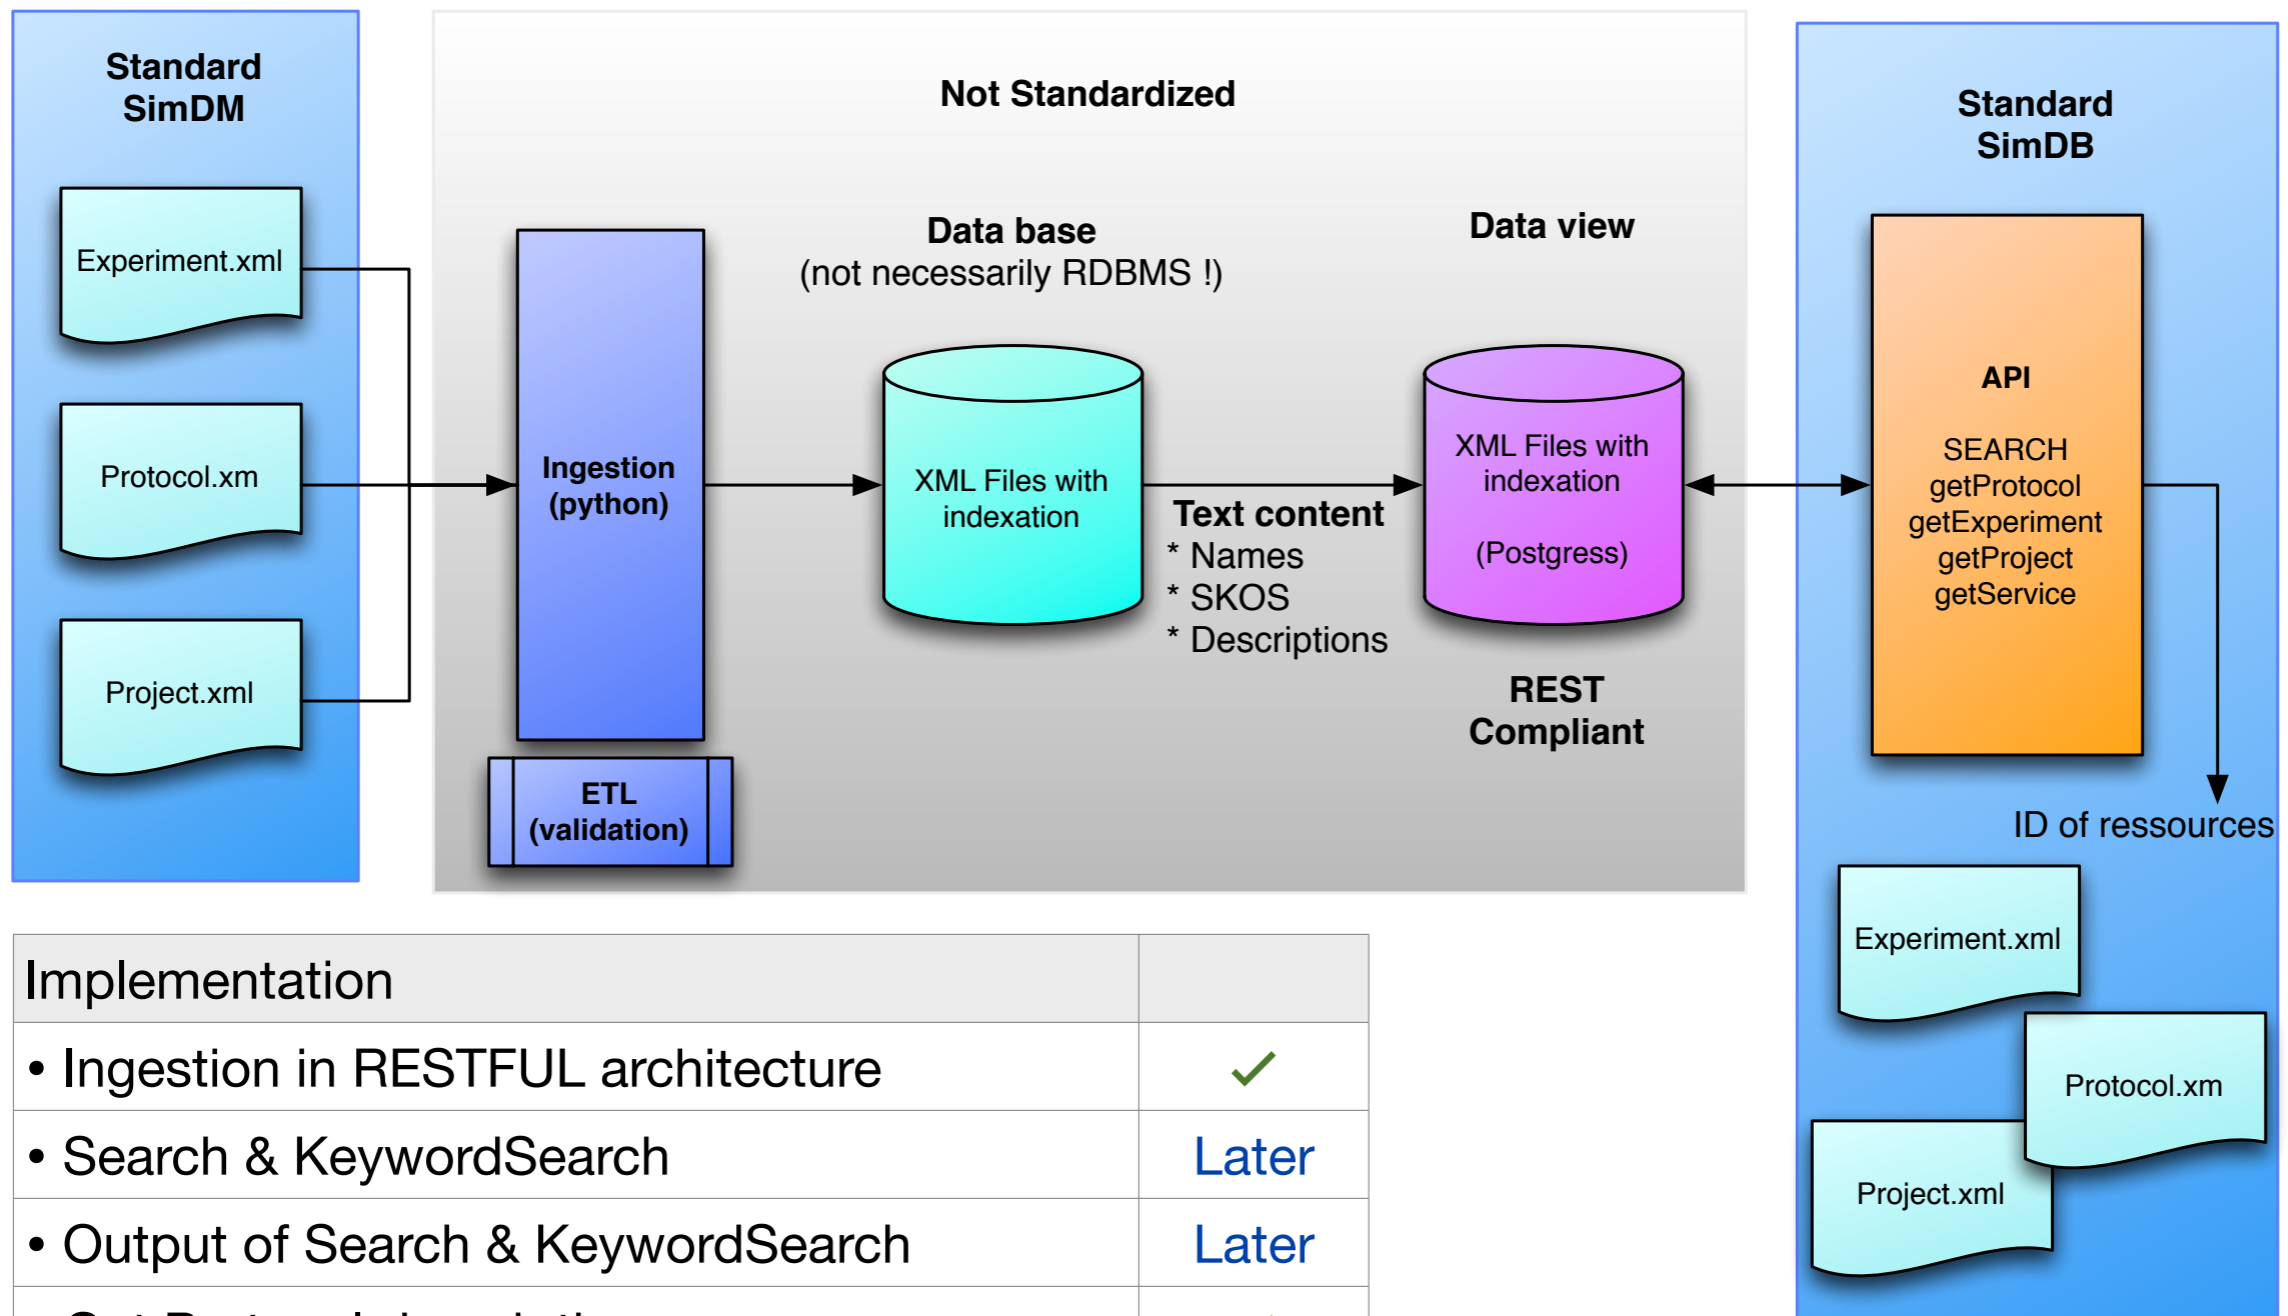 Standard
SimDM
Experiment.xml
Protocol.xm
Project.xml
Not Standardized
Ingestion
(python)
ETL
(validation)
Data base
(not necessarily RDBMS !)
XML Files with
indexation
Text content
* Names
* SKOS
* Descriptions
Data view
XML Files with
indexation
(Postgress)
REST
Compliant
Standard
SimDB
API
SEARCH
getProtocol
getExperiment
getProject
getService
ID of ressources
Experiment.xml
Protocol.xm
Project.xml
Implementation
• Ingestion in RESTFUL architecture ✓
• Search & KeywordSearch Later
• Output of Search & KeywordSearch Later